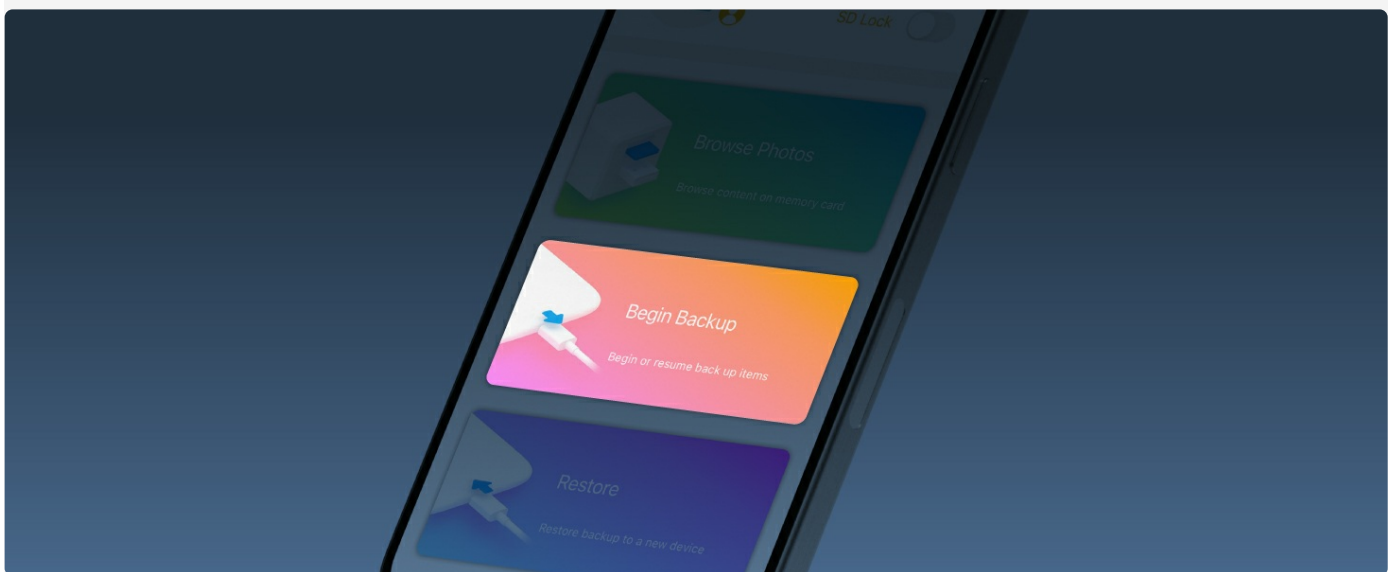 SD Lock
Browse Photos
Browse content on memory card
Begin Backup
Begin or resume back up items
Restore
Restore backup to a new device